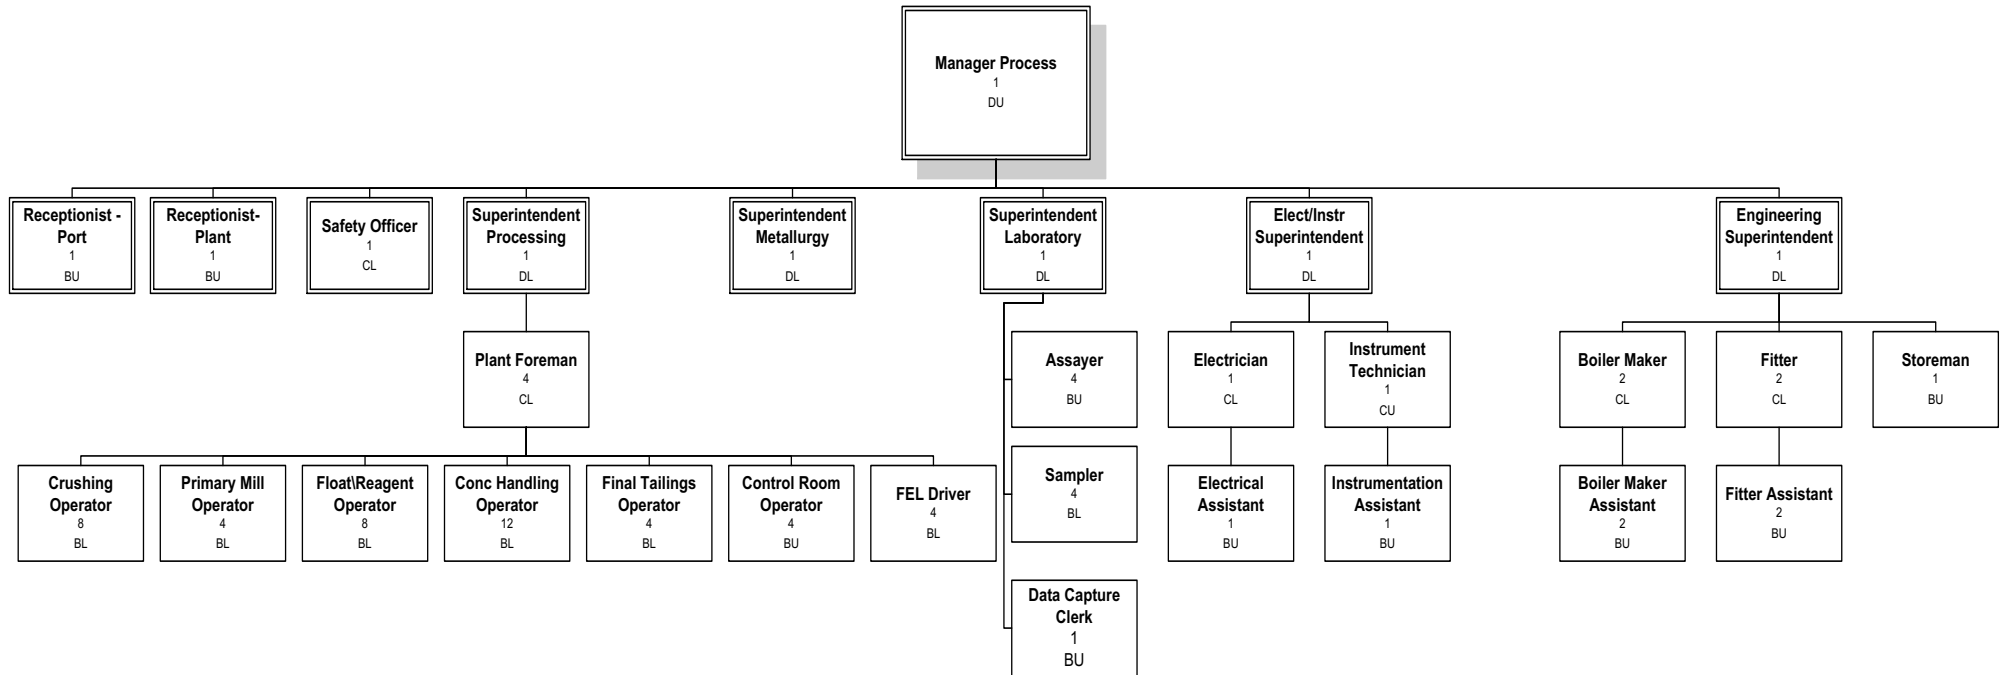 Manager Process
1
DU
Receptionist -
Port
1
BU
Receptionist-
Plant
1
BU
Safety Officer
1
CL
Superintendent
Processing
1
DL
Superintendent
Metallurgy
1
DL
Superintendent
Laboratory
1
DL
Elect/Instr
Superintendent
1
DL
Engineering
Superintendent
1
DL
Plant Foreman
4
CL
Assayer
4
BU
Electrician
1
CL
Instrument
Technician
1
CU
Boiler Maker
2
CL
Fitter
2
CL
Storeman
1
BU
Crushing
Operator
8
BL
Primary Mill
Operator
4
BL
Float\Reagent
Operator
8
BL
Conc Handling
Operator
12
BL
Final Tailings
Operator
4
BL
Control Room
Operator
4
BU
FEL Driver
4
BL
Sampler
4
BL
Electrical
Assistant
1
BU
Instrumentation
Assistant
1
BU
Boiler Maker
Assistant
2
BU
Fitter Assistant
2
BU
Data Capture
Clerk
1
BU